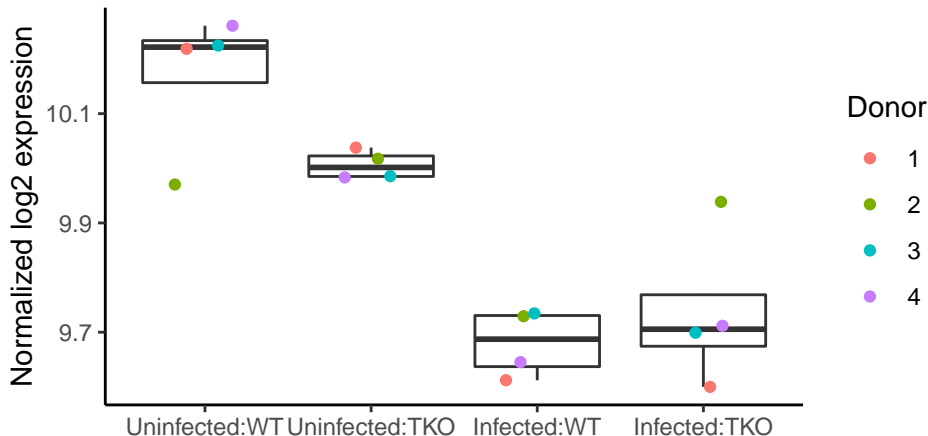 Normalized log2 expression
10.1
9.9
9.7
Uninfected:WT
Uninfected:TKO
Infected:WT
Infected:TKO
Donor
1
2
3
4